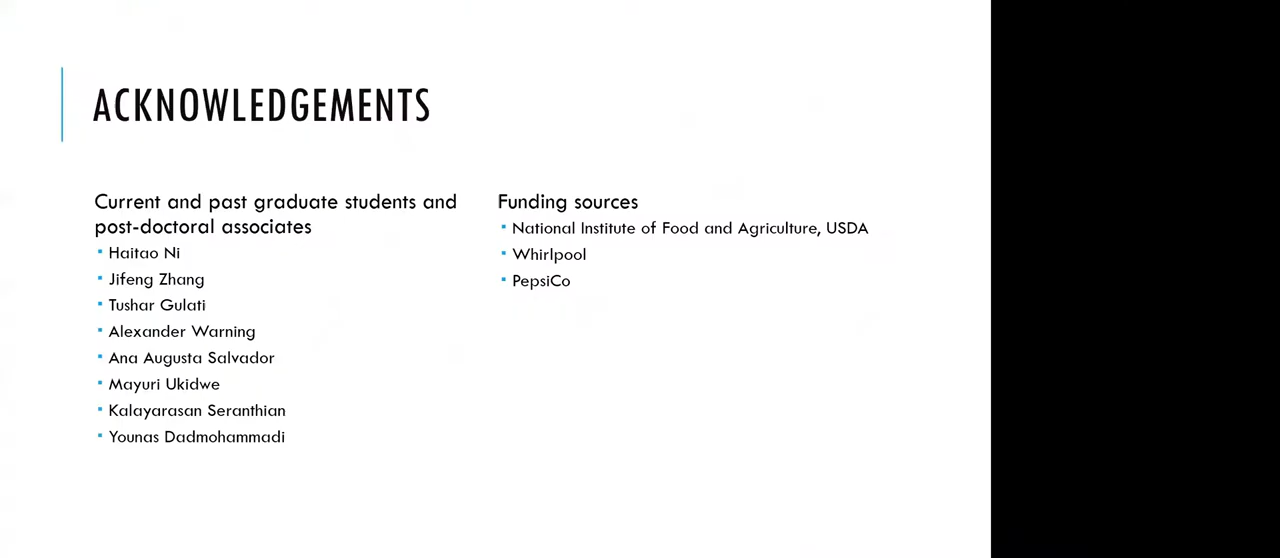 ACKNOWLEDGEMENTS
Current and past graduate students and
post-doctoral associates
Haitao Ni
Jifeng Zhang
Tushar Gulati
Alexander Warning
Ana Augusta Salvador
Mayuri Ukidwe
Kalayarasan Seranthian
Younas Dadmohammadi
Funding sources
National Institute of Food and Agriculture, USDA
Whirlpool
PepsiCo